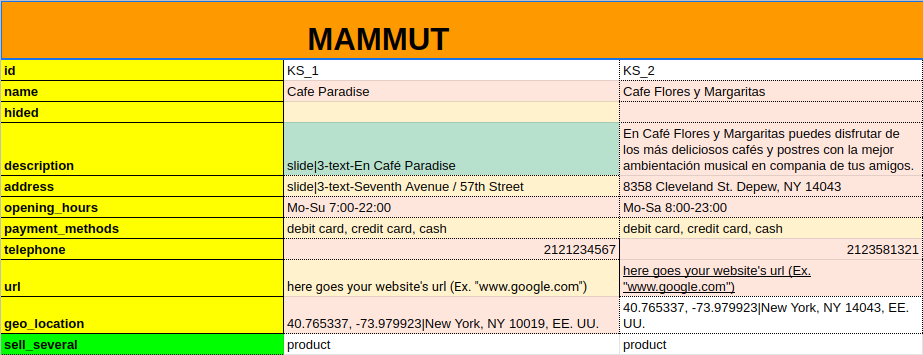 MAMMUT
id KS_1 KS_2
name Cafe Paradise Cafe Flores y Margaritas
hided
description slide|3-text-En Café Paradise En Café Flores y Margaritas puedes disfrutar de
los más deliciosos cafés y postres con la mejor
ambientación musical en compania de tus amigos.
address slide|3-text-Seventh Avenue / 57th Street 8358 Cleveland St. Depew, NY 14043
opening_hours Mo-Su 7:00-22:00 Mo-Sa 8:00-23:00
payment_methods debit card, credit card, cash debit card, credit card, cash
telephone 2121234567 2123581321
url here goes your website's url (Ex. "www.google.com") here goes your website's url (Ex.
"www.google.com")
geo_location 40.765337, -73.979923|New York, NY 10019, EE. UU. 40.765337, -73.979923|New York, NY 14043, EE.
UU.
sell_several product product